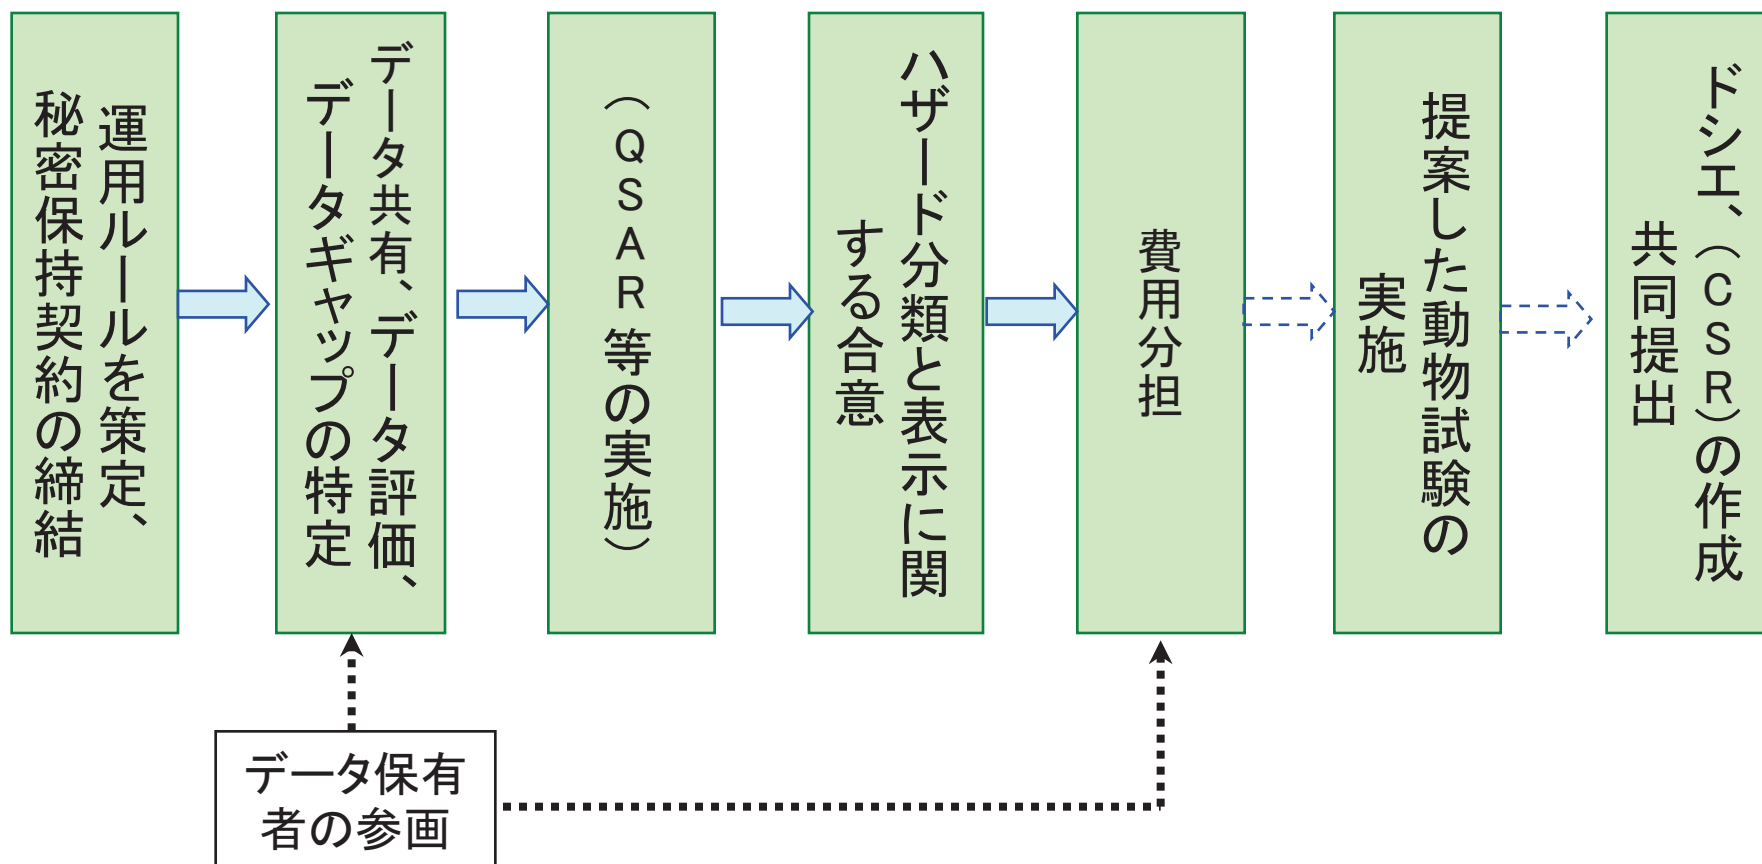 運用ルールを策定、
秘密保持契約の締結
データ共有、データ評価、
データギャップの特定
（QSAR等の実施）
ハザード分類と表示に関
する合意
費用分担
提案した動物試験の
実施
ドシエ、（CSR）の作成
共同提出
データ保有
者の参画